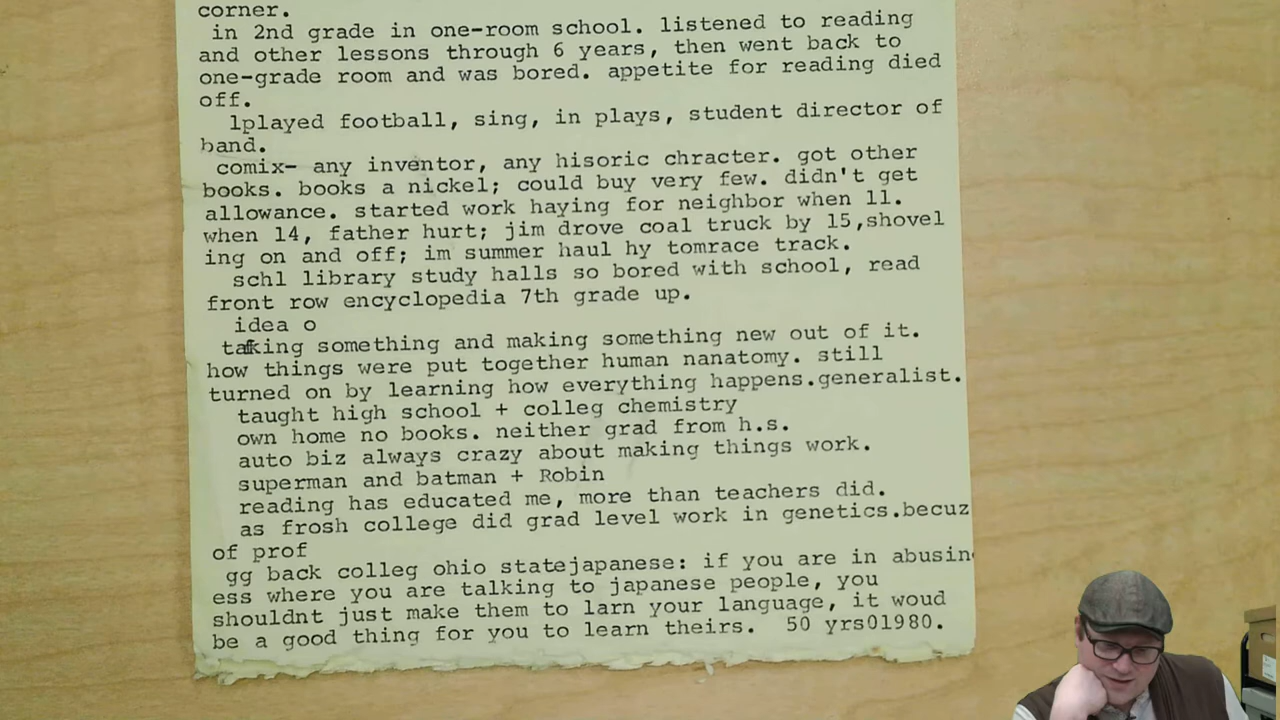 corner.
in 2nd grade in one-room school. listened to reading
and other lessons through 6 years, then went back to
one-grade room and was bored. appetite for reading died
off.
lplayed football, sing, in plays, student director of
band.
comix- any inventor, any hisoric chracter. got other
books. books a nickel; could buy very few. didn't get
allowance. started work haying for neighbor when 11.
when 14, father hurt; jim drove coal truck by 15,shovel
ing on and off; im summer haul hy tomrace track.
schl library study halls so bored with school, read
front row encyclopedia 7th grade up.
idea o
taking something and making something new out of it.
how things were put together human nanatomy. still
turned on by learning how everything happens.generalist.
taught high school + colleg chemistry
own home no books. neither grad from h.s.
auto biz always crazy about making things work.
superman and batman + Robin
reading has educated me, more than teachers did.
as frosh college did grad level work in genetics.becuz
of prof
gg back colleg ohio statejapanese: if you are in abusin
ess where you are talking to japanese people, you
shouldnt just make them to larn your language, it woud
be a good thing for you to learn theirs. 50 yrs01980.